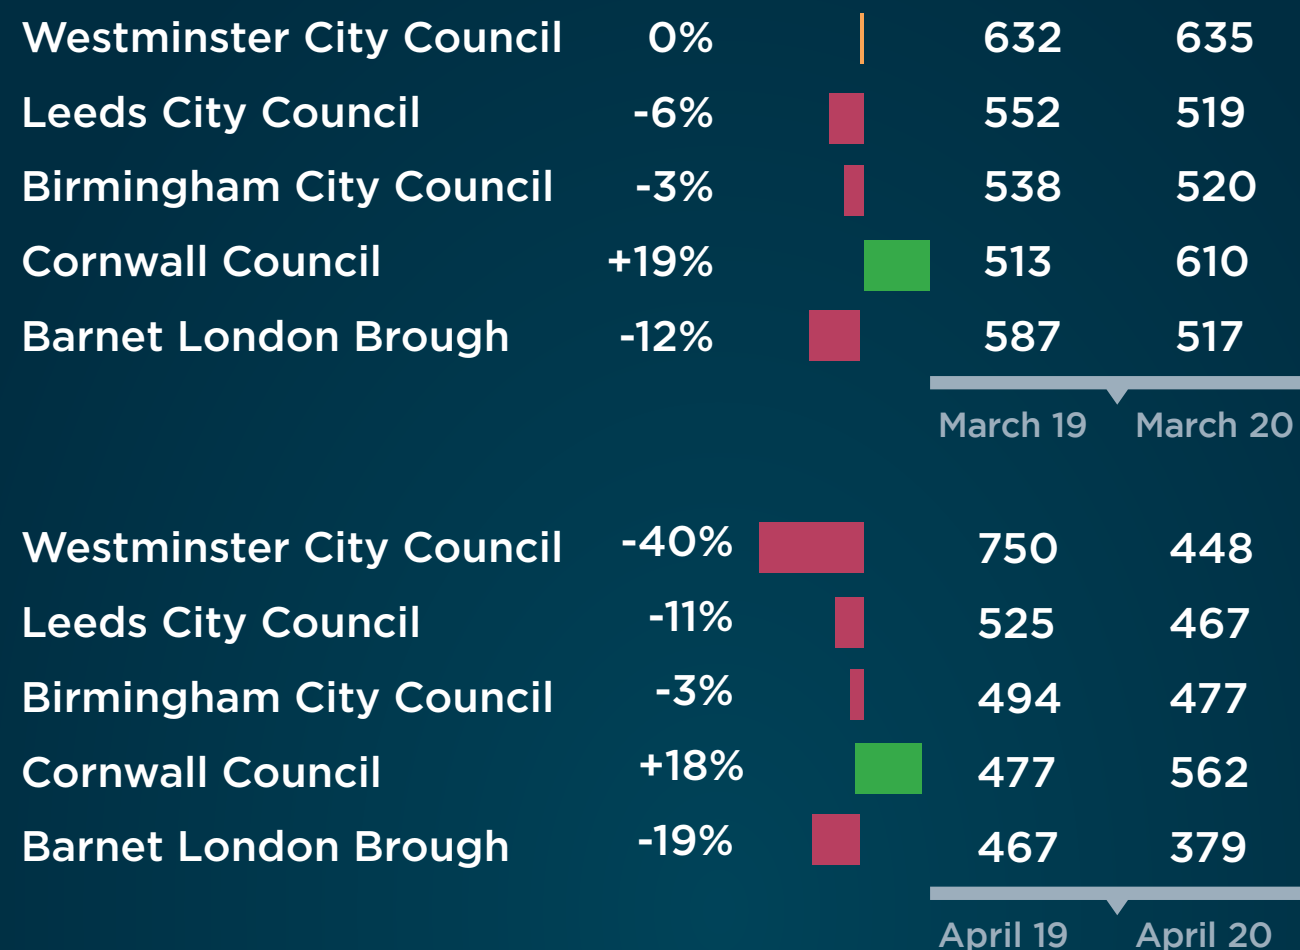 Westminster City Council 0% 632 635
Leeds City Council -6% 552 519
Birmingham City Council -3% 538 520
Cornwall Council +19% 513 610
Barnet London Brough -12% 587 517
March 19 March 20
Westminster City Council -40% 750 448
Leeds City Council -11% 525 467
Birmingham City Council -3% 494 477
Cornwall Council +18% 477 562
Barnet London Brough -19% 467 379
April 19 April 20